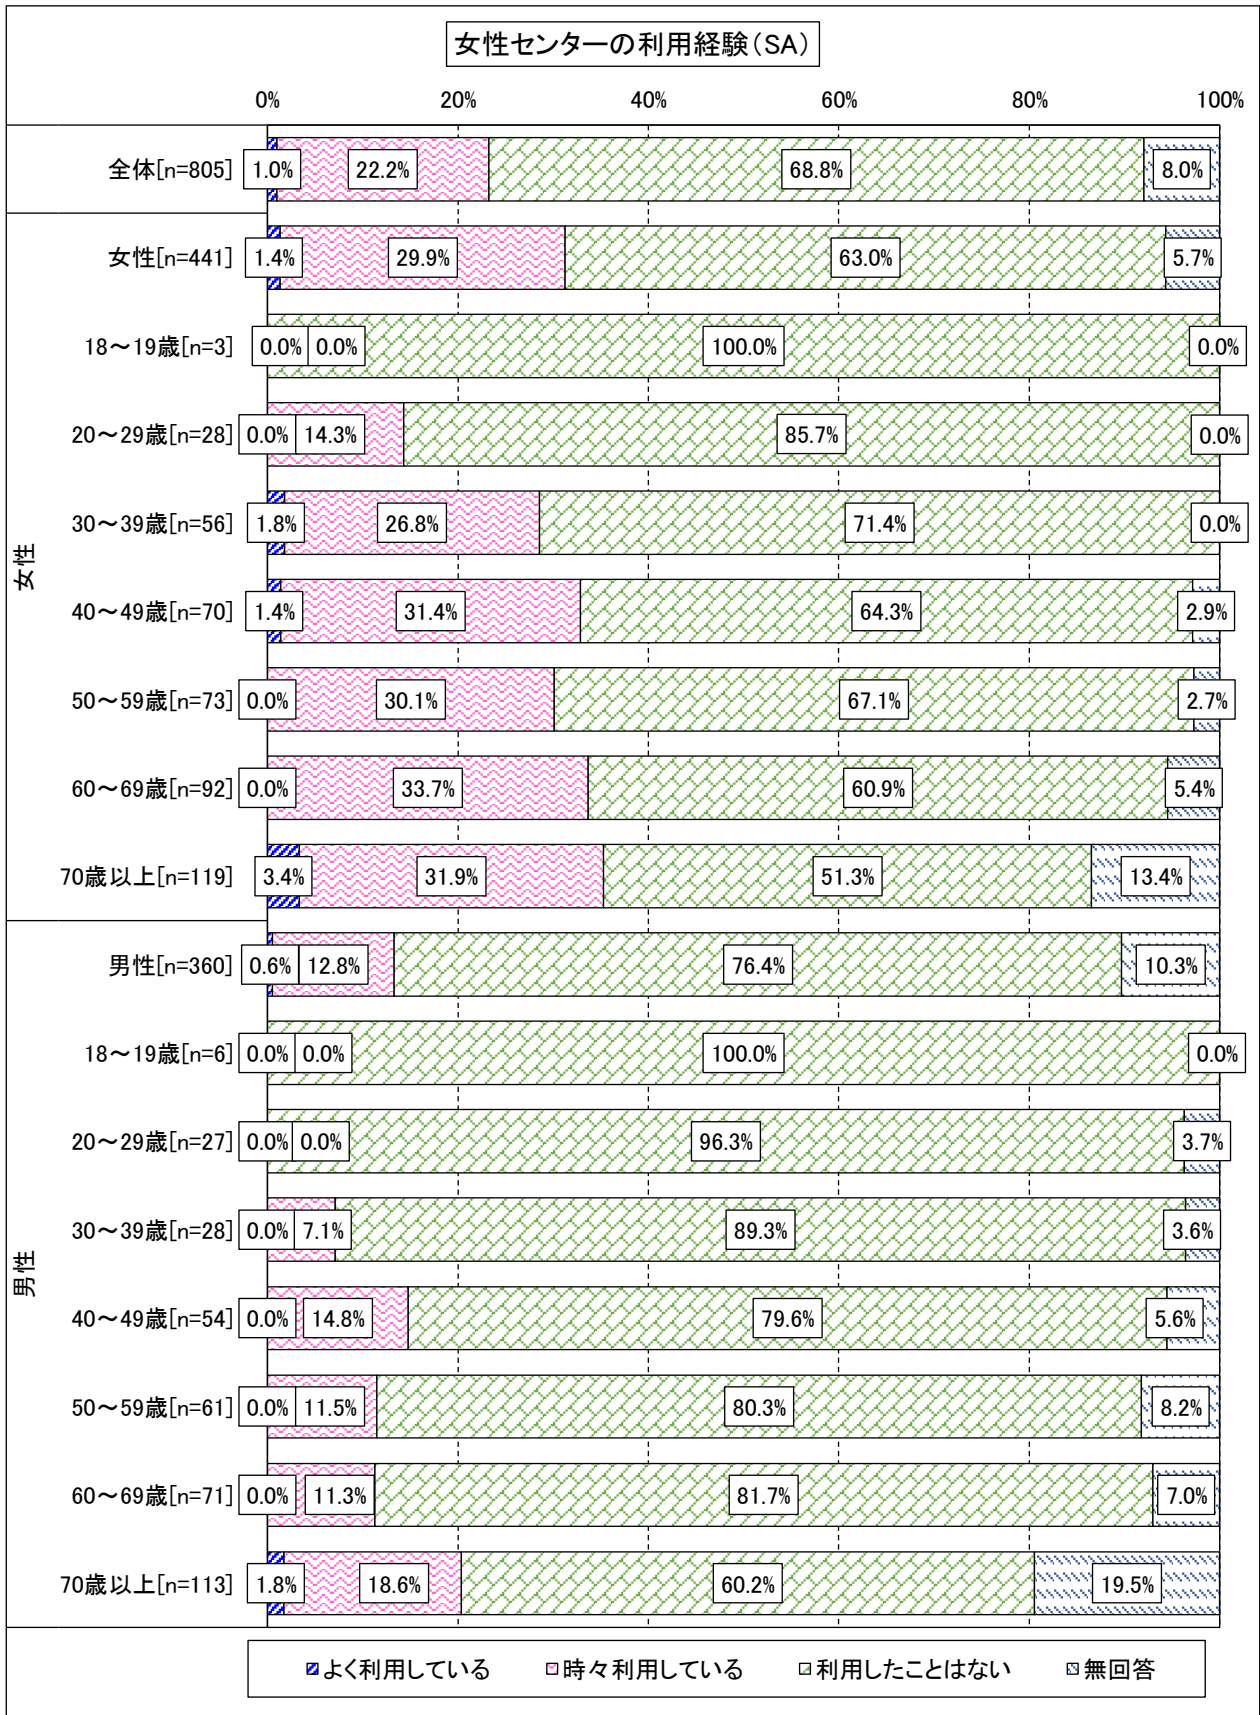 女性センターの利用経験（SA）
0% 20% 40% 60% 80% 100%
全体[n=805] 1.0% 22.2% 68.8% 8.0%
女性[n=441] 1.4% 29.9% 63.0% 5.7%
18～19歳[n=3] 0.0% 0.0% 100.0% 0.0%
20～29歳[n=28] 0.0% 14.3% 85.7% 0.0%
30～39歳[n=56] 1.8% 26.8% 71.4% 0.0%
女性
40～49歳[n=70] 1.4% 31.4% 64.3% 2.9%
50～59歳[n=73] 0.0% 30.1% 67.1% 2.7%
60～69歳[n=92] 0.0% 33.7% 60.9% 5.4%
70歳以上[n=119] 3.4% 31.9% 51.3% 13.4%
男性[n=360] 0.6% 12.8% 76.4% 10.3%
18～19歳[n=6] 0.0% 0.0% 100.0% 0.0%
20～29歳[n=27] 0.0% 0.0% 96.3% 3.7%
30～39歳[n=28] 0.0% 7.1% 89.3% 3.6%
男性
40～49歳[n=54] 0.0% 14.8% 79.6% 5.6%
50～59歳[n=61] 0.0% 11.5% 80.3% 8.2%
60～69歳[n=71] 0.0% 11.3% 81.7% 7.0%
70歳以上[n=113] 1.8% 18.6% 60.2% 19.5%
よく利用している 時々利用している 利用したことはない 無回答